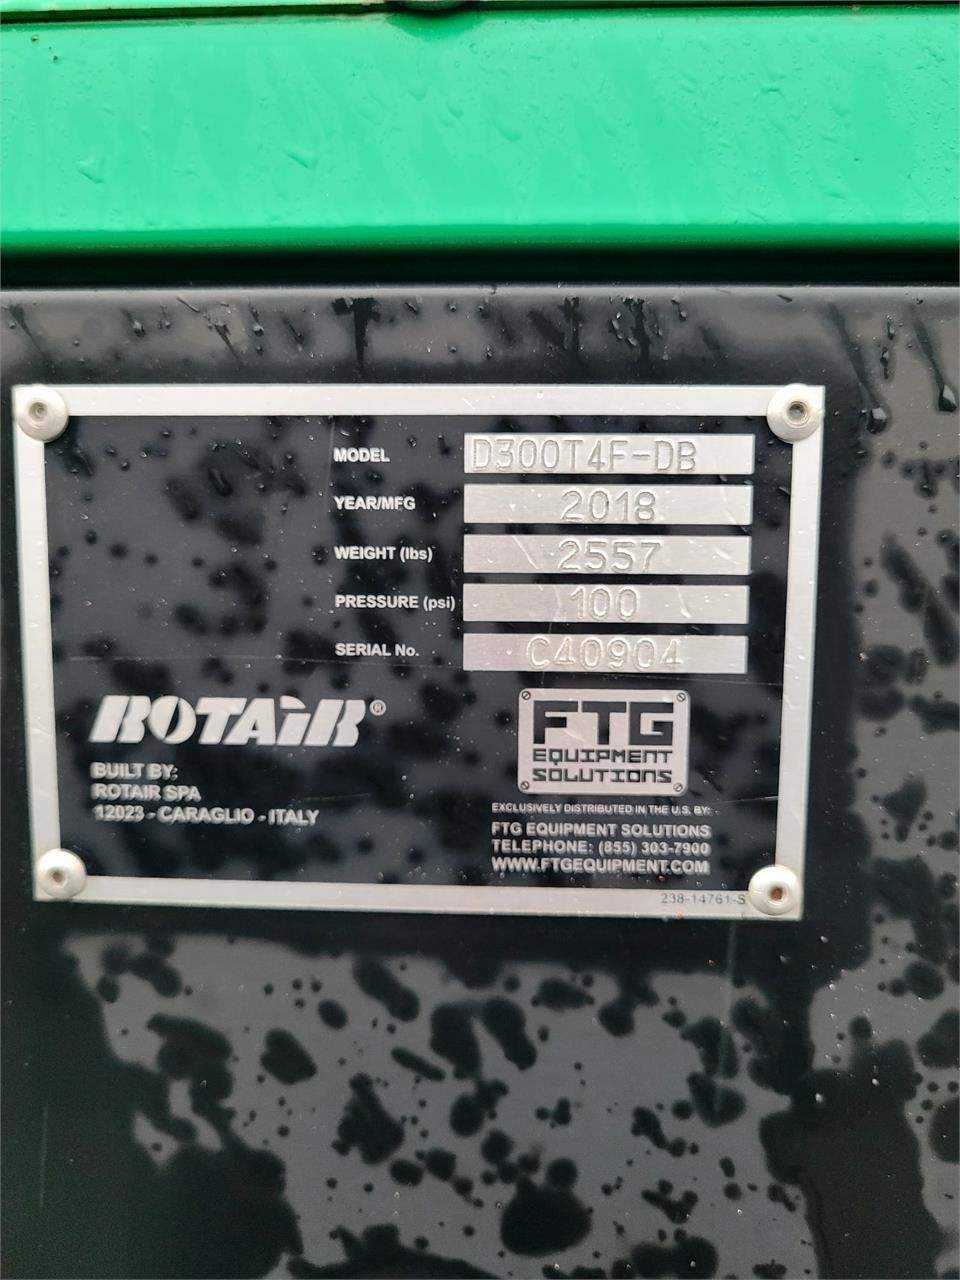 MODEL D300T4F-DB
YEAR/MFG 2018
WEIGHT (lbs) 2557
PRESSURE (psi) 100
SERIAL No. C40904
ROTAIR®
BUILT BY:
ROTAIR SPA
12023 - CARAGLIO - ITALY
FTG
EQUIPMENT
SOLUTIONS
EXCLUSIVELY DISTRIBUTED IN THE U.S. BY:
FTG EQUIPMENT SOLUTIONS
TELEPHONE: (855) 303-7900
WWW.FTGEQUIPMENT.COM
238-14761-S